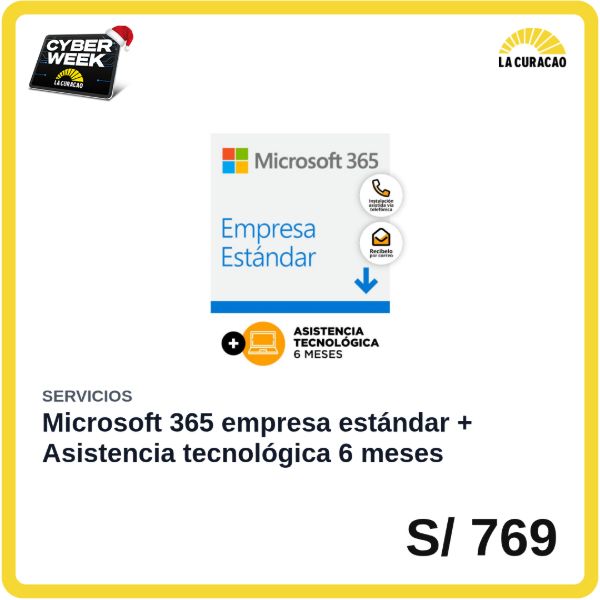 CYBER
WEEK
LA CURACAO
LA CURACAO
Microsoft 365
Instalación
asistida vía
telefónica
Empresa
Estándar
Recíbelo
por correo
+
ASISTENCIA
TECNOLÓGICA
6 MESES
SERVICIOS
Microsoft 365 empresa estándar +
Asistencia tecnológica 6 meses
S/ 769